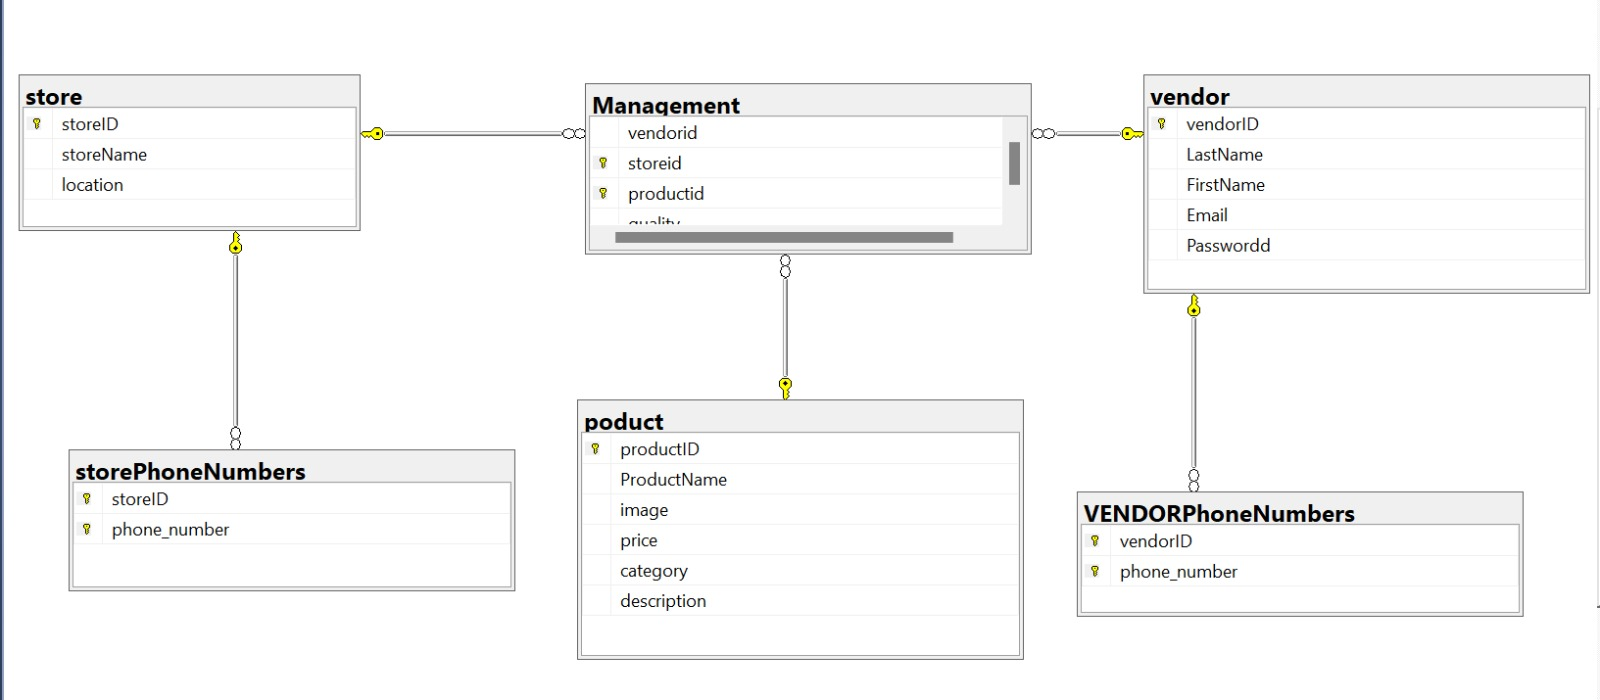 store
storeID
storeName
location
Management
vendorid
storeid
productid
quality
vendor
vendorID
LastName
FirstName
Email
Passwordd
storePhoneNumbers
storeID
phone_number
poduct
productID
ProductName
image
price
category
description
VENDORPhoneNumbers
vendorID
phone_number